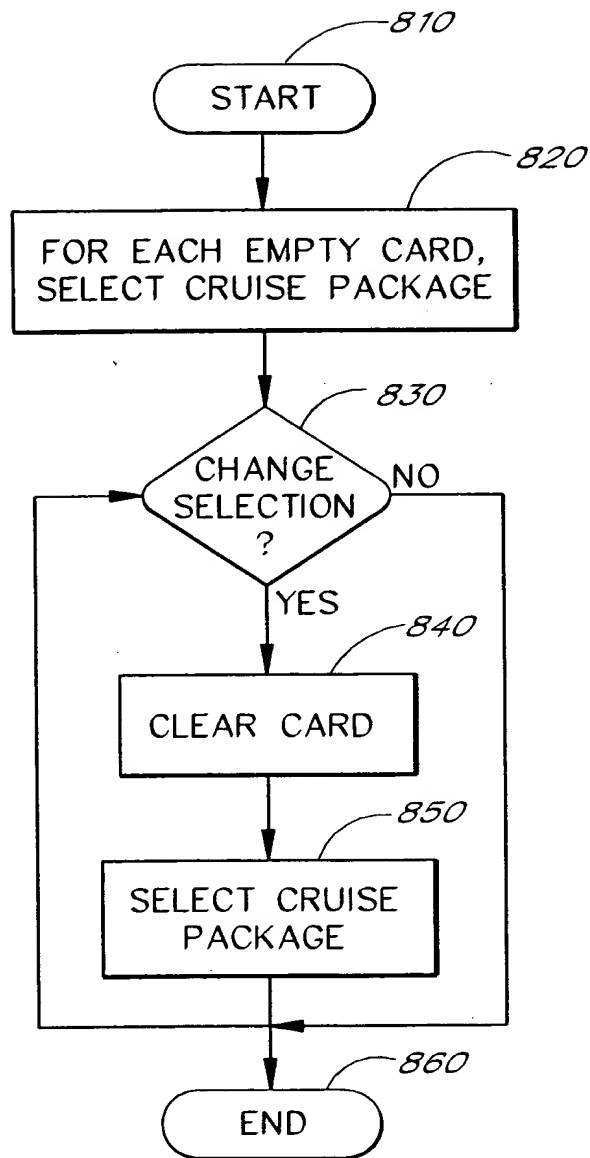 810
START
820
FOR EACH EMPTY CARD,
SELECT CRUISE PACKAGE
830
CHANGE
SELECTION
?
NO
YES
840
CLEAR CARD
850
SELECT CRUISE
PACKAGE
860
END